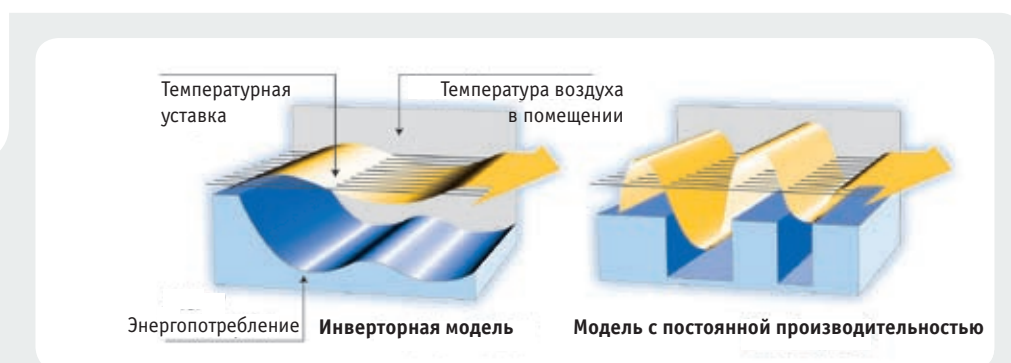 Температурная
уставка
Температура воздуха
в помещении
Энергопотребление
Инверторная модель
Модель с постоянной производительностью